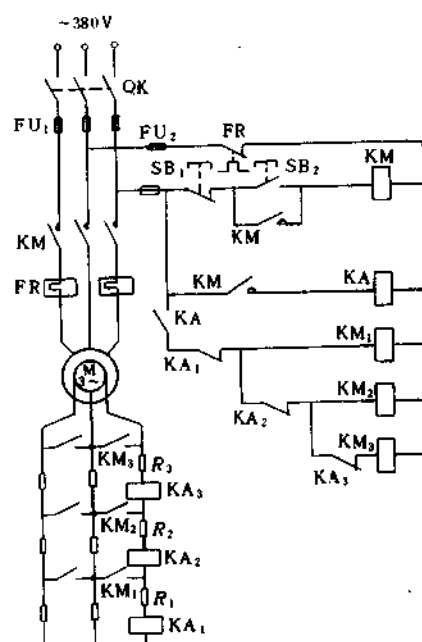 ~380V
QK
FU₁ FU₂ FR
SB₁ SB₂ KM
KM
KM
FR KM KA
KA
KA₁ KM₁
M
3~
KA₂ KM₂
KM₃
KA₃
KM₃ R₃
KA₃
KM₂ R₂
KA₂
KM₁ R₁
KA₁